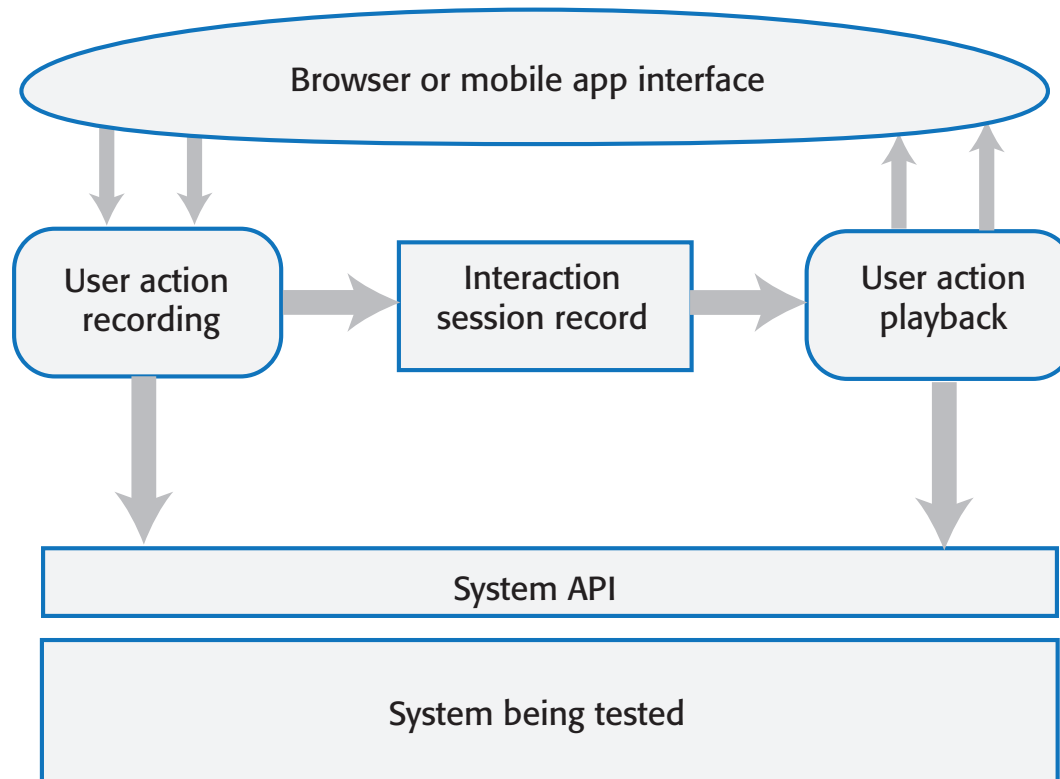 Browser or mobile app interface
User action
recording
Interaction
session record
User action
playback
System API
System being tested